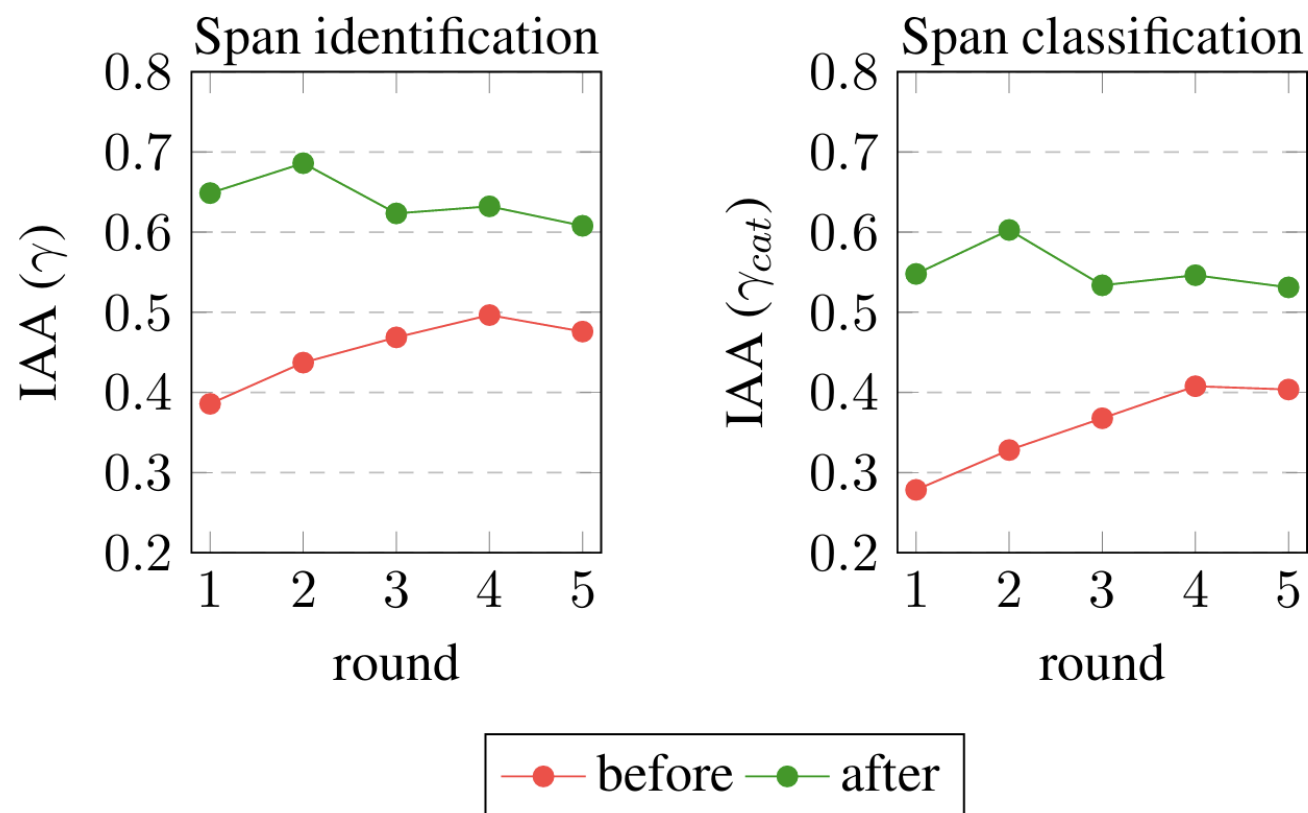 Span identification
0.8
0.7
0.6
0.5
0.4
0.3
0.2
IAA (γ)
1 2 3 4 5
round
Span classification
0.8
0.7
0.6
0.5
0.4
0.3
0.2
IAA (γcat)
1 2 3 4 5
round
before after